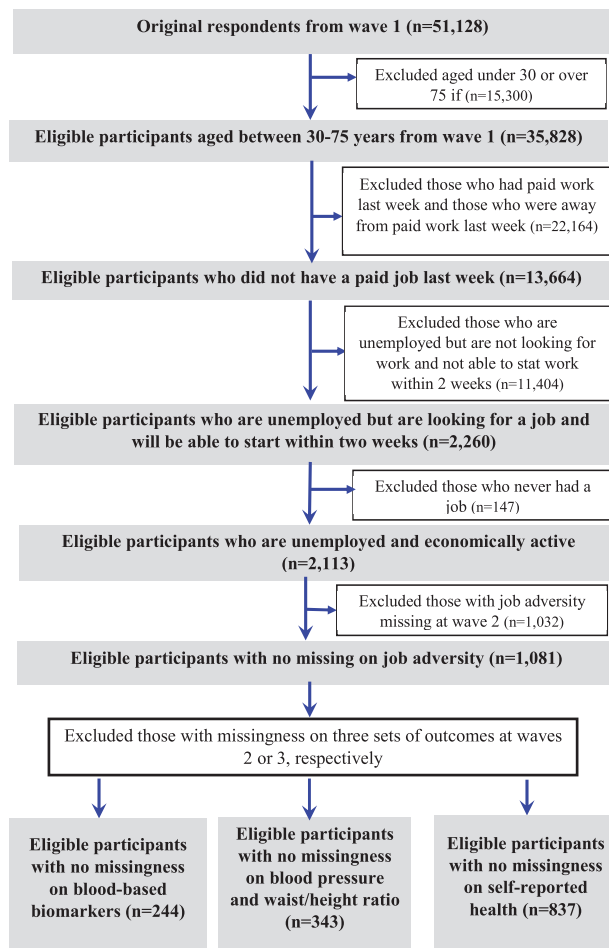 Original respondents from wave 1 (n=51,128)
Excluded aged under 30 or over
75 if (n=15,300)
Eligible participants aged between 30-75 years from wave 1 (n=35,828)
Excluded those who had paid work
last week and those who were away
from paid work last week (n=22,164)
Eligible participants who did not have a paid job last week (n=13,664)
Excluded those who are
unemployed but are not looking for
work and not able to stat work
within 2 weeks (n=11,404)
Eligible participants who are unemployed but are looking for a job and
will be able to start within two weeks (n=2,260)
Excluded those who never had a
job (n=147)
Eligible participants who are unemployed and economically active
(n=2,113)
Excluded those with job adversity
missing at wave 2 (n=1,032)
Eligible participants with no missing on job adversity (n=1,081)
Excluded those with missingness on three sets of outcomes at waves
2 or 3, respectively
Eligible participants
with no missingness
on blood-based
biomarkers (n=244)
Eligible participants
with no missingness
on blood pressure
and waist/height ratio
(n=343)
Eligible participants
with no missingness
on self-reported
health (n=837)